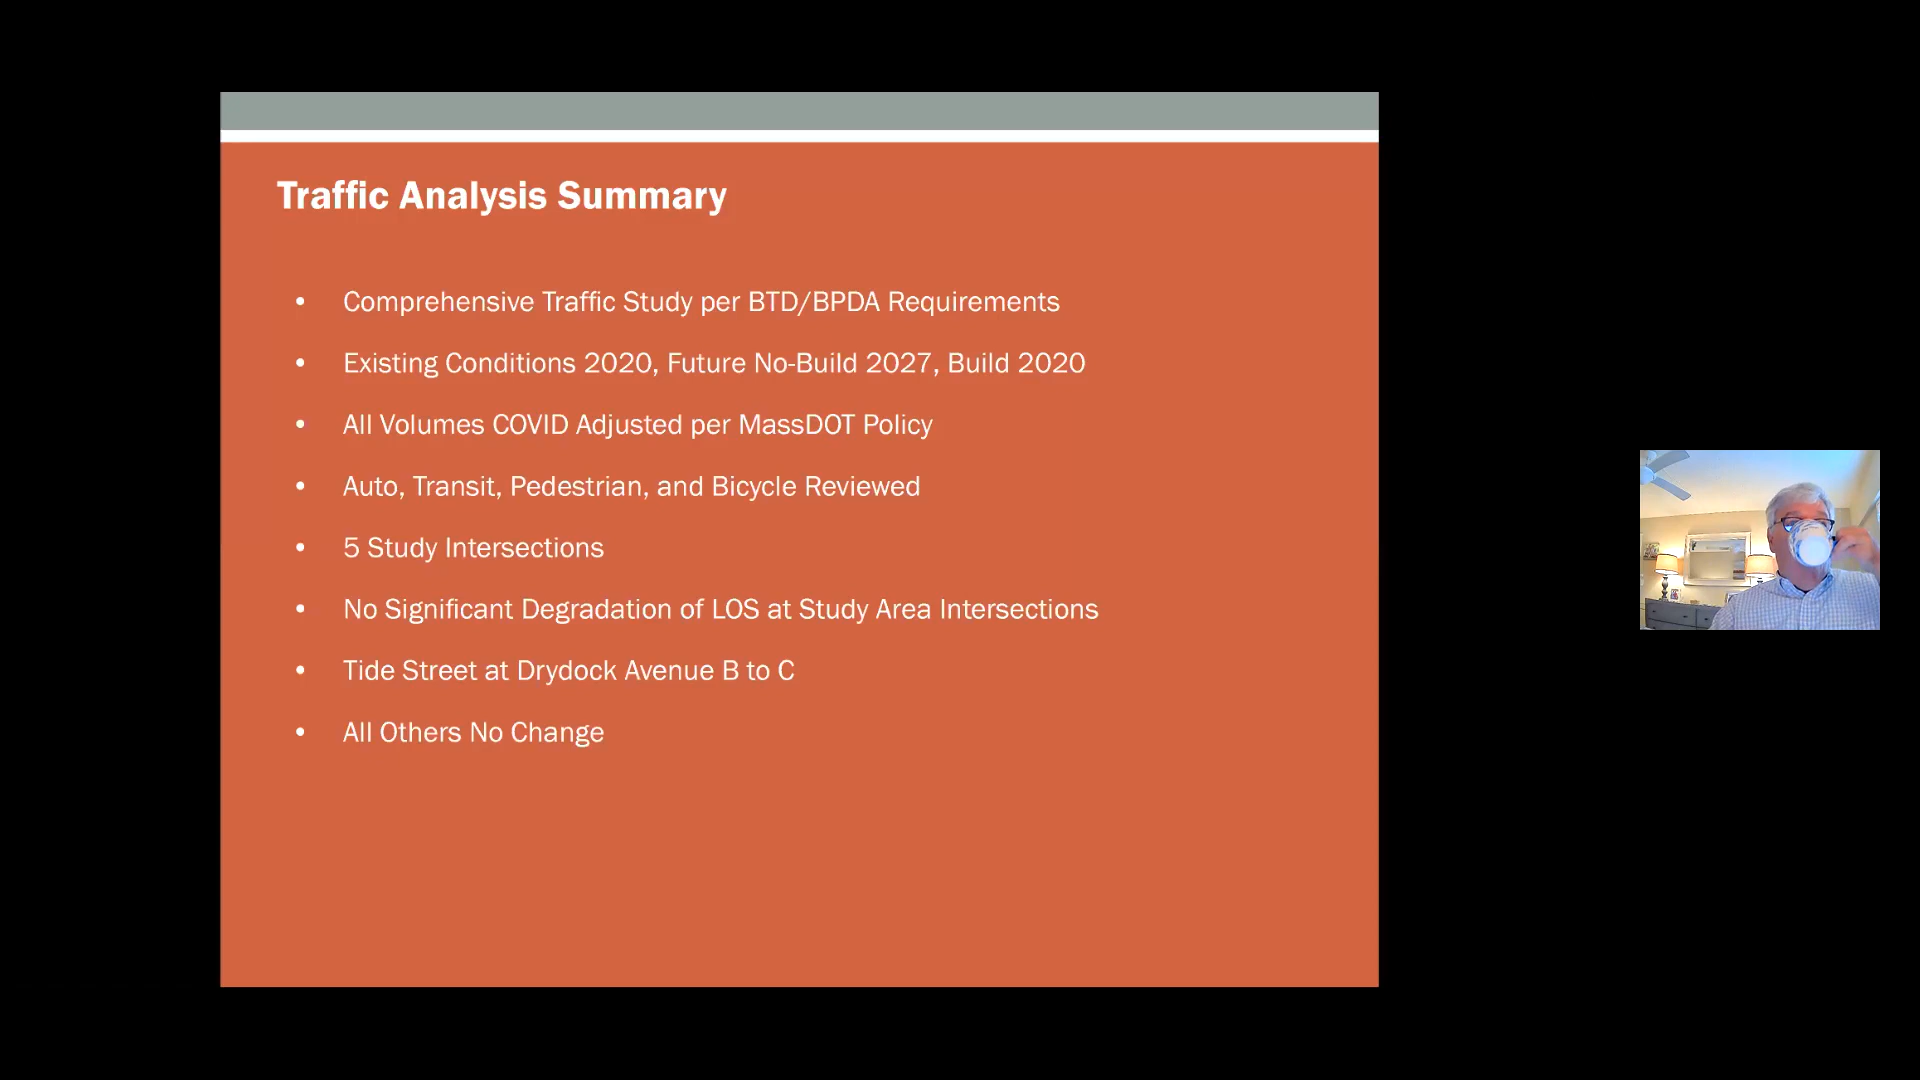 Traffic Analysis Summary
• Comprehensive Traffic Study per BTD/BPDA Requirements
• Existing Conditions 2020, Future No-Build 2027, Build 2020
• All Volumes COVID Adjusted per MassDOT Policy
• Auto, Transit, Pedestrian, and Bicycle Reviewed
• 5 Study Intersections
• No Significant Degradation of LOS at Study Area Intersections
• Tide Street at Drydock Avenue B to C
• All Others No Change